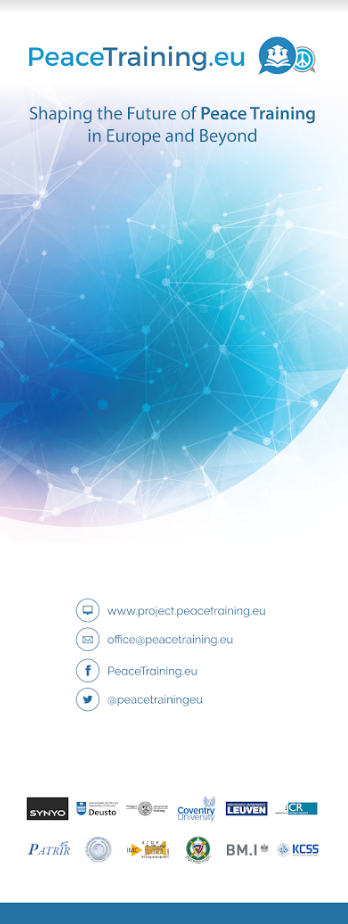 PeaceTraining.eu
Shaping the Future of Peace Training
in Europe and Beyond
www.project.peacetraining.eu
office@peacetraining.eu
PeaceTraining.eu
@peacetrainingeu
SYNYO
Deusto
Coventry
University
LEUVEN
CR
PATRIR
IMC
BM.I
KCSS